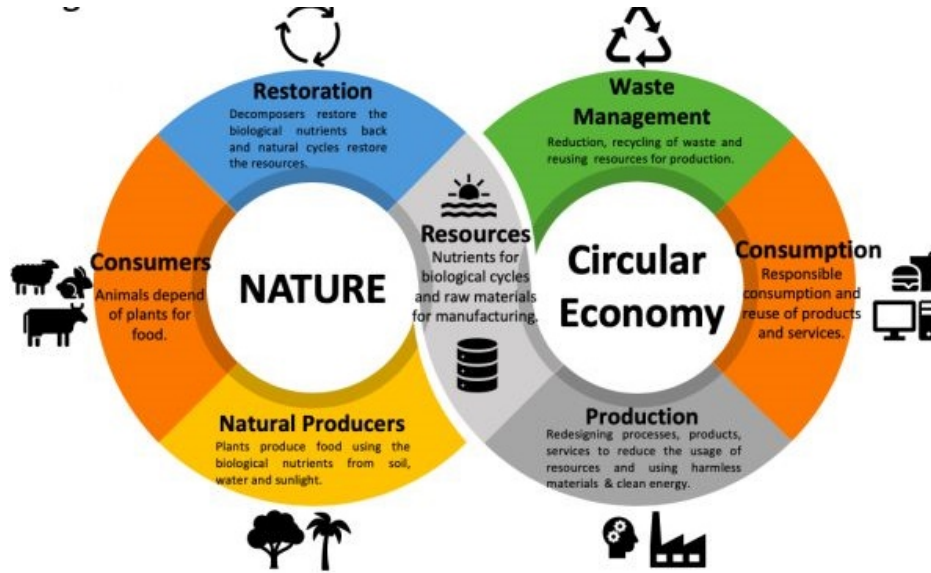 Restoration
Decomposers restore the
biological nutrients back
and natural cycles restore
the resources.
Consumers
Animals depend
of plants for
food.
NATURE
Natural Producers
Plants produce food using the
biological nutrients from soil,
water and sunlight.
Resources
Nutrients for
biological cycles
and raw materials
for manufacturing.
Waste
Management
Reduction, recycling of waste and
reusing resources for production.
Circular
Economy
Consumption
Responsible
consumption and
reuse of products
and services.
Production
Redesigning processes, products,
services to reduce the usage of
resources and using harmless
materials & clean energy.